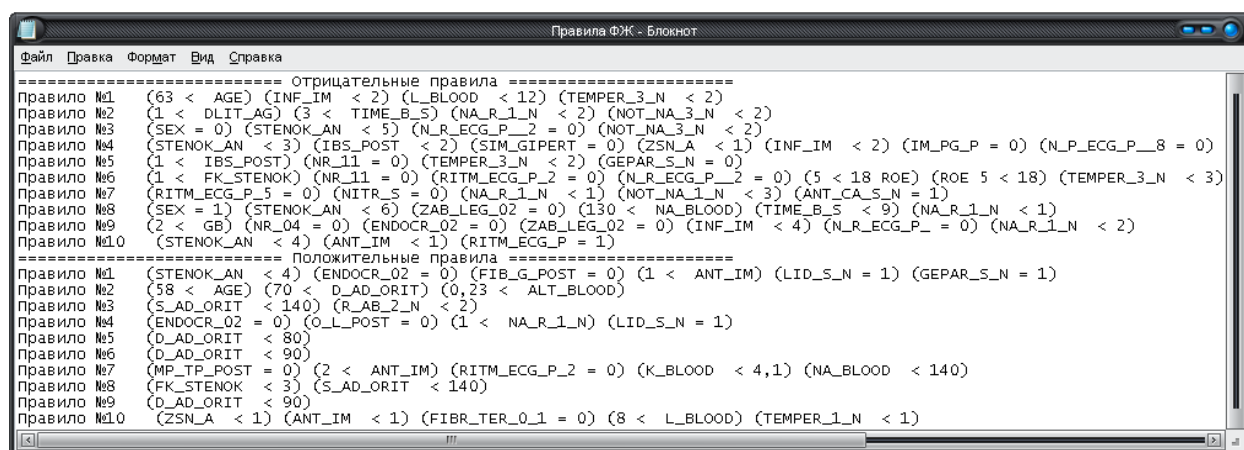 Правила ФЖ - Блокнот
Файл Правка Формат Вид Справка
=========================== Отрицательные правила =======================
Правило №1 (63 < AGE) (INF_IM < 2) (L_BLOOD < 12) (TEMPER_3_N < 2)
Правило №2 (1 < DLIT_AG) (3 < TIME_B_S) (NA_R_1_N < 2) (NOT_NA_3_N < 2)
Правило №3 (SEX = 0) (STENOK_AN < 5) (N_R_ECG_P__2 = 0) (NOT_NA_3_N < 2)
Правило №4 (STENOK_AN < 3) (IBS_POST < 2) (SIM_GIPERT = 0) (ZSN_A < 1) (INF_IM < 2) (IM_PG_P = 0) (N_P_ECG_P__8 = 0)
Правило №5 (1 < IBS_POST) (NR_11 = 0) (TEMPER_3_N < 2) (GEPAR_S_N = 0)
Правило №6 (1 < FK_STENOK) (NR_11 = 0) (RITM_ECG_P_2 = 0) (N_R_ECG_P__2 = 0) (5 < 18 ROE) (ROE 5 < 18) (TEMPER_3_N < 3)
Правило №7 (RITM_ECG_P_5 = 0) (NITR_S = 0) (NA_R_1_N < 1) (NOT_NA_1_N < 3) (ANT_CA_S_N = 1)
Правило №8 (SEX = 1) (STENOK_AN < 6) (ZAB_LEG_02 = 0) (130 < NA_BLOOD) (TIME_B_S < 9) (NA_R_1_N < 1)
Правило №9 (2 < GB) (NR_04 = 0) (ENDOCR_02 = 0) (ZAB_LEG_02 = 0) (INF_IM < 4) (N_R_ECG_P_ = 0) (NA_R_1_N < 2)
Правило №10 (STENOK_AN < 4) (ANT_IM < 1) (RITM_ECG_P = 1)
=========================== Положительные правила =======================
Правило №1 (STENOK_AN < 4) (ENDOCR_02 = 0) (FIB_G_POST = 0) (1 < ANT_IM) (LID_S_N = 1) (GEPAR_S_N = 1)
Правило №2 (58 < AGE) (70 < D_AD_ORIT) (0,23 < ALT_BLOOD)
Правило №3 (S_AD_ORIT < 140) (R_AB_2_N < 2)
Правило №4 (ENDOCR_02 = 0) (O_L_POST = 0) (1 < NA_R_1_N) (LID_S_N = 1)
Правило №5 (D_AD_ORIT < 80)
Правило №6 (D_AD_ORIT < 90)
Правило №7 (MP_TP_POST = 0) (2 < ANT_IM) (RITM_ECG_P_2 = 0) (K_BLOOD < 4,1) (NA_BLOOD < 140)
Правило №8 (FK_STENOK < 3) (S_AD_ORIT < 140)
Правило №9 (D_AD_ORIT < 90)
Правило №10 (ZSN_A < 1) (ANT_IM < 1) (FIBR_TER_0_1 = 0) (8 < L_BLOOD) (TEMPER_1_N < 1)